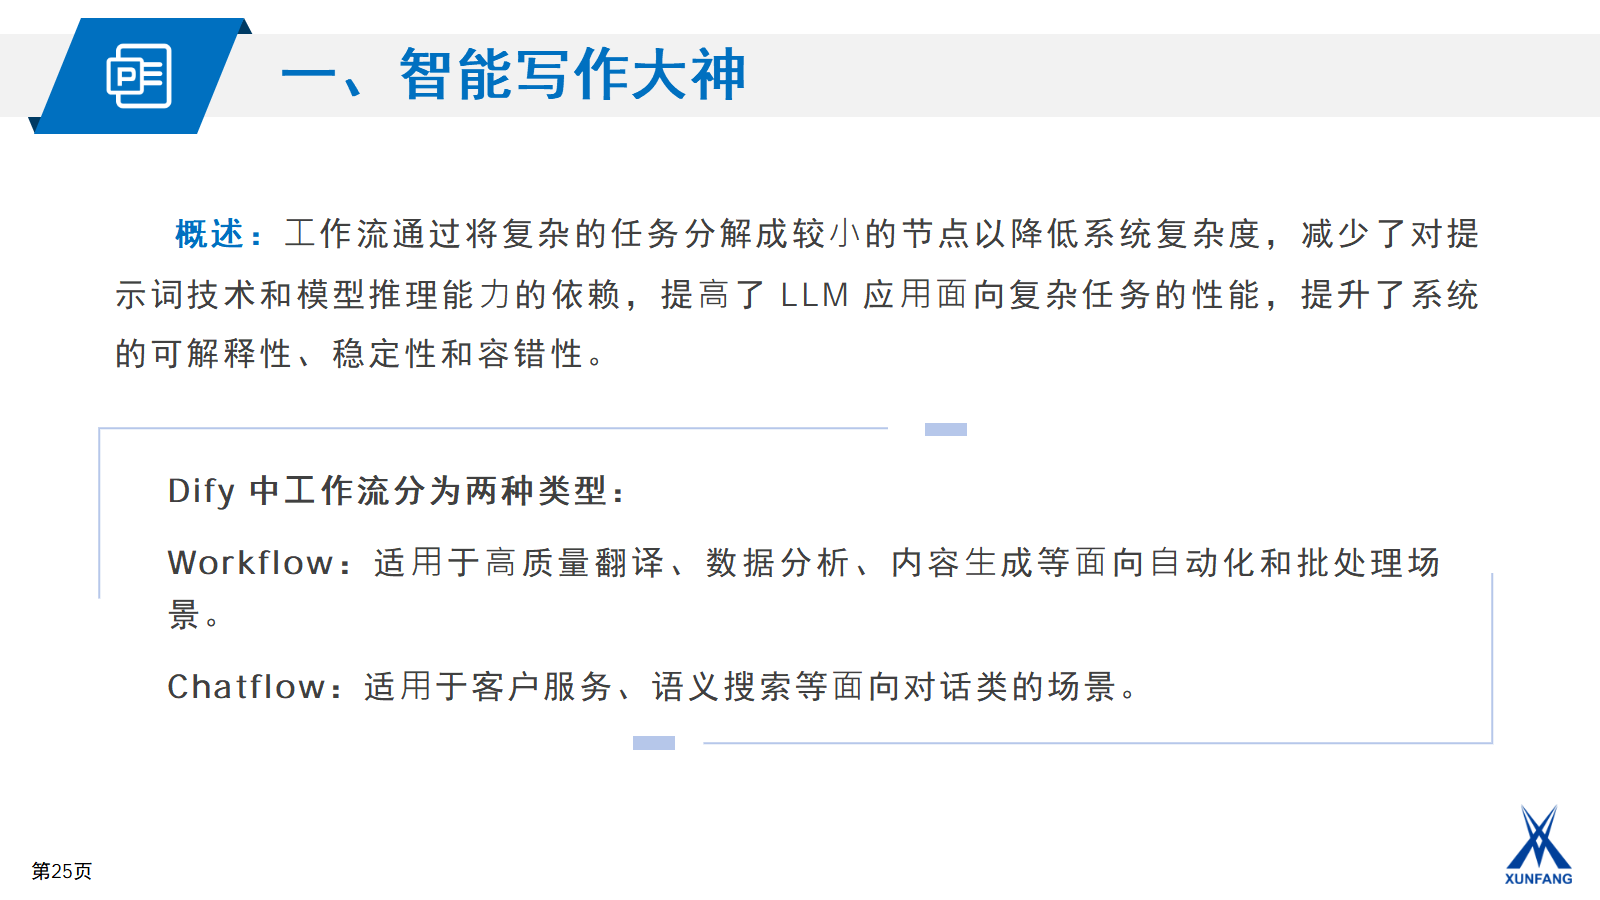 一、智能写作大神
概述：工作流通过将复杂的任务分解成较小的节点以降低系统复杂度，减少了对提
示词技术和模型推理能力的依赖，提高了 LLM 应用面向复杂任务的性能，提升了系统
的可解释性、稳定性和容错性。
Dify 中工作流分为两种类型：
Workflow：适用于高质量翻译、数据分析、内容生成等面向自动化和批处理场
景。
Chatflow：适用于客户服务、语义搜索等面向对话类的场景。
第25页
XUNFANG